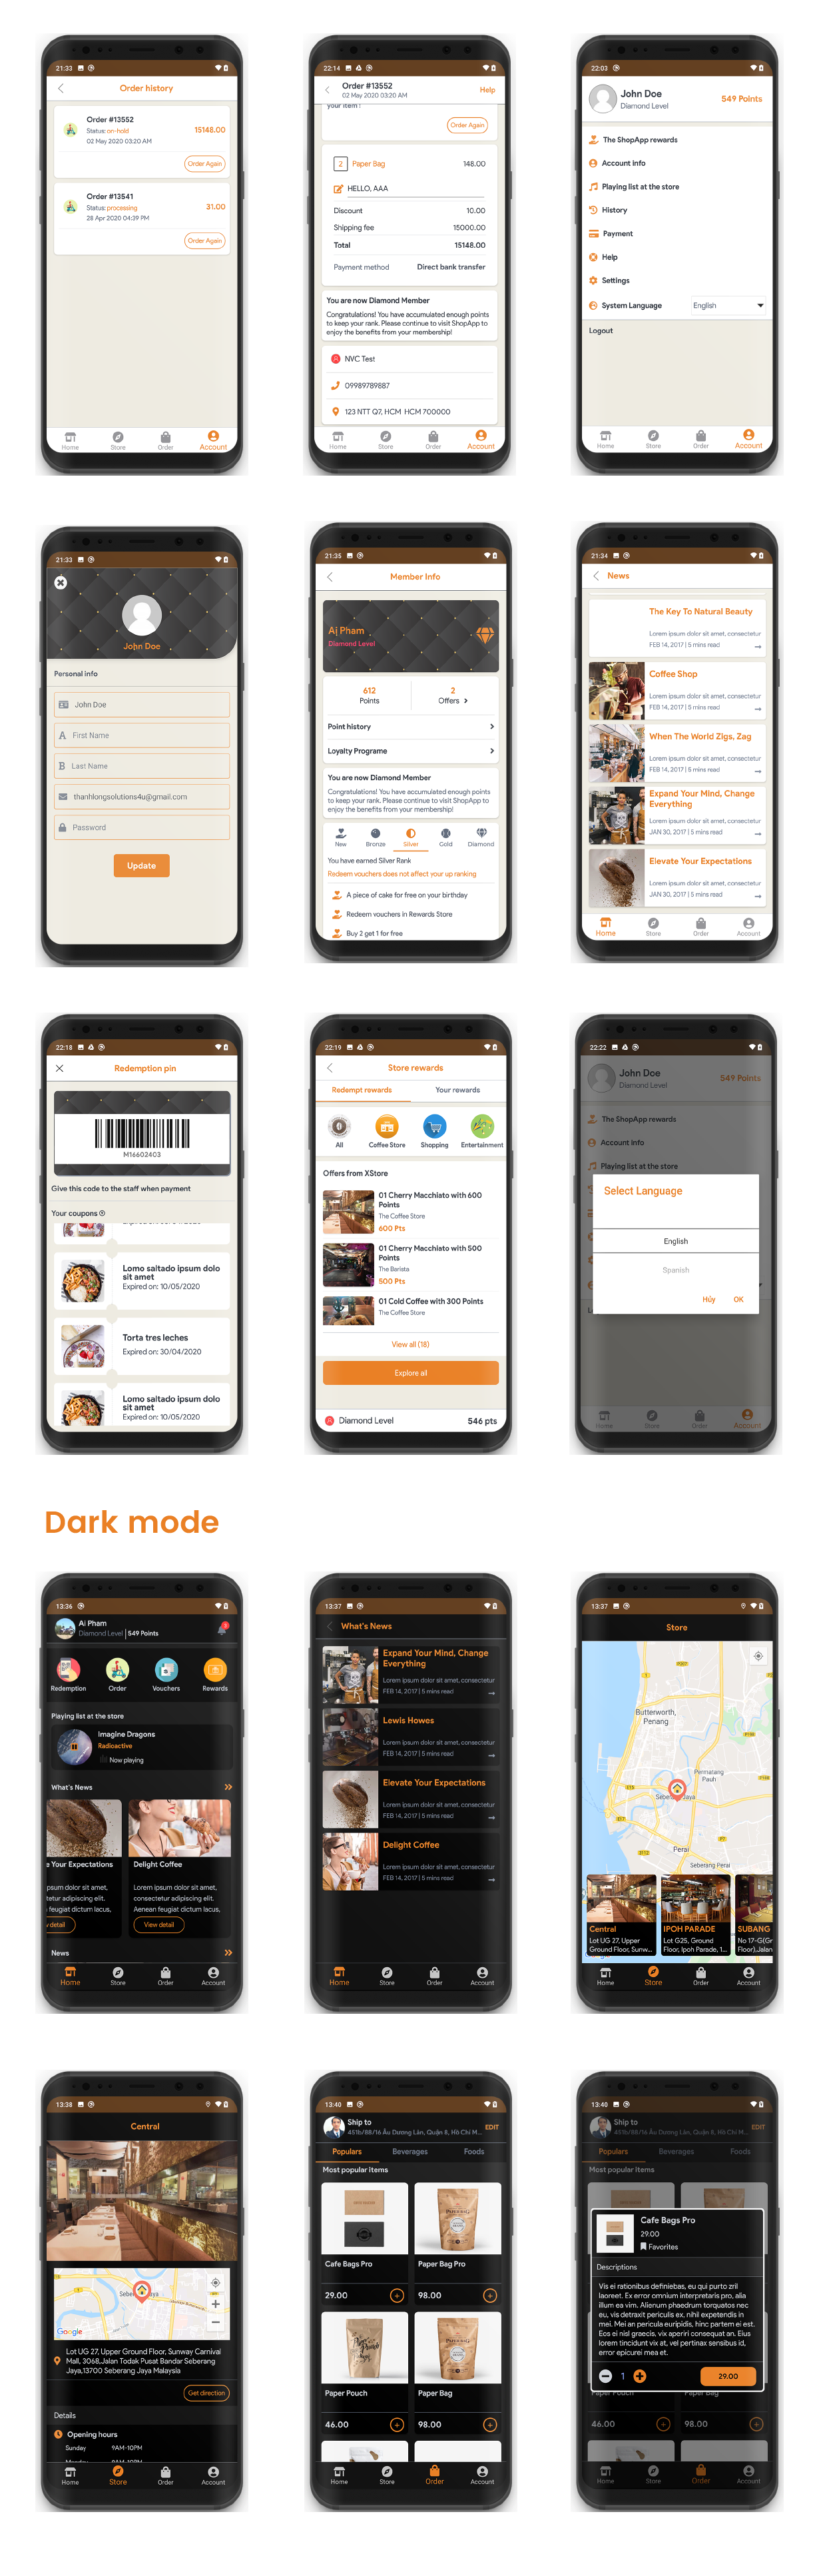 21:33
Order history
Order #13552
Status: on-hold
15148.00
02 May 2020 03:20 AM
Order Again
Order #13541
Status: processing
31.00
28 Apr 2020 04:39 PM
Order Again
Home Store Order Account
22:14
Order #13552
02 May 2020 03:20 AM
Help
your item !
Order Again
2 Paper Bag 148.00
HELLO, AAA
Discount 10.00
Shipping fee 15000.00
Total 15148.00
Payment method Direct bank transfer
You are now Diamond Member
Congratulations! You have accumulated enough points
to keep your rank. Please continue to visit ShopApp to
enjoy the benefits from your membership!
NVC Test
09989789887
123 NTT Q7, HCM HCM 700000
Home Store Order Account
22:03
John Doe
Diamond Level
549 Points
The ShopApp rewards
Account info
Playing list at the store
History
Payment
Help
Settings
System Language English
Logout
Home Store Order Account
21:33
John Doe
Personal info
John Doe
First Name
Last Name
thanhlongsolutions4u@gmail.com
Password
Update
21:35
Member Info
Ai Pham
Diamond Level
612 2
Points Offers
Point history
Loyalty Programe
You are now Diamond Member
Congratulations! You have accumulated enough points
to keep your rank. Please continue to visit ShopApp to
enjoy the benefits from your membership!
New Bronze Silver Gold Diamond
You have earned Silver Rank
Redeem vouchers does not affect your up ranking
A piece of cake for free on your birthday
Redeem vouchers in Rewards Store
Buy 2 get 1 for free
21:34
News
The Key To Natural Beauty
Lorem ipsum dolor sit amet, consectetur
FEB 14, 2017 | 5 mins read
Coffee Shop
Lorem ipsum dolor sit amet, consectetur
FEB 14, 2017 | 5 mins read
When The World Zigs, Zag
Lorem ipsum dolor sit amet, consectetur
FEB 14, 2017 | 5 mins read
Expand Your Mind, Change
Everything
Lorem ipsum dolor sit amet, consectetur
JAN 30, 2017 | 5 mins read
Elevate Your Expectations
Lorem ipsum dolor sit amet, consectetur
JAN 30, 2017 | 5 mins read
Home Store Order Account
22:18
Redemption pin
M16602403
Give this code to the staff when payment
Your coupons
Lomo saltado ipsum dolo
sit amet
Expired on: 10/05/2020
Torta tres leches
Expired on: 30/04/2020
Lomo saltado ipsum dolo
sit amet
Expired on: 10/05/2020
22:19
Store rewards
Redempt rewards Your rewards
All Coffee Store Shopping Entertainment
Offers from XStore
01 Cherry Macchiato with 600
Points
The Coffee Store
600 Pts
01 Cherry Macchiato with 500
Points
The Barista
500 Pts
01 Cold Coffee with 300 Points
The Coffee Store
View all (18)
Explore all
Diamond Level 546 pts
22:22
John Doe
Diamond Level
549 Points
The ShopApp rewards
Account info
Playing list at the store
Select Language
English
Spanish
Hủy OK
Home Store Order Account
Dark mode
13:36
Ai Pham
Diamond Level | 549 Points
Redemption Order Vouchers Rewards
Playing list at the store
Imagine Dragons
Radioactive
Now playing
What's News
e Your Expectations
psum dolor sit amet,
tetur adipiscing elit.
feugiat dictum lacus,
detail
Delight Coffee
Lorem ipsum dolor sit amet,
consectetur adipiscing elit.
Aenean feugiat dictum lacus,
View detail
News
Home Store Order Account
13:37
What's News
Expand Your Mind, Change
Everything
Lorem ipsum dolor sit amet, consectetur
FEB 14, 2017 | 5 mins read
Lewis Howes
Lorem ipsum dolor sit amet, consectetur
FEB 14, 2017 | 5 mins read
Elevate Your Expectations
Lorem ipsum dolor sit amet, consectetur
FEB 14, 2017 | 5 mins read
Delight Coffee
Lorem ipsum dolor sit amet, consectetur
FEB 14, 2017 | 5 mins read
Home Store Order Account
13:37
Store
Butterworth,
Penang
Permatang
Pauh
Perai
Seberang Perai
Central
Lot UG 27, Upper
Ground Floor, Sunw...
IPOH PARADE
Lot G25, Ground
Floor, Ipoh Parade, 1...
SUBANG
No 17-G(Gr
Floor),Jalan
Home Store Order Account
13:38
Central
Google
Lot UG 27, Upper Ground Floor, Sunway Carnival
Mall, 3068,Jalan Todak Pusat Bandar Seberang
Jaya,13700 Seberang Jaya Malaysia
Get direction
Details
Opening hours
Sunday 9AM-10PM
Home Store Order Account
13:40
Ship to
451b/88/16 Âu Dương Lân, Quận 8, Hồ Chí M...
EDIT
Populars Beverages Foods
Most popular items
Cafe Bags Pro
29.00
Paper Bag Pro
98.00
Paper Pouch
46.00
Paper Bag
98.00
Home Store Order Account
13:40
Ship to
451b/88/16 Âu Dương Lân, Quận 8, Hồ Chí M...
EDIT
Populars Beverages Foods
Most popular items
Cafe Bags Pro
29.00
Favorites
Descriptions
Vis ei rationibus definiebas, eu qui purto zril
laoreet. Ex error omnium interpretaris pro, alia
illum ea vim. Alienum phaedrum torquatos nec
eu, vis detraxit periculis ex, nihil expetendis in
mei. Mei an pericula euripidis, hinc partem ei est.
Eos ei nisl graecis, vix aperiri consequat an. Eius
lorem tincidunt vix at, vel pertinax sensibus id,
error epicurei mea et.
1 29.00
46.00 98.00
Home Store Order Account